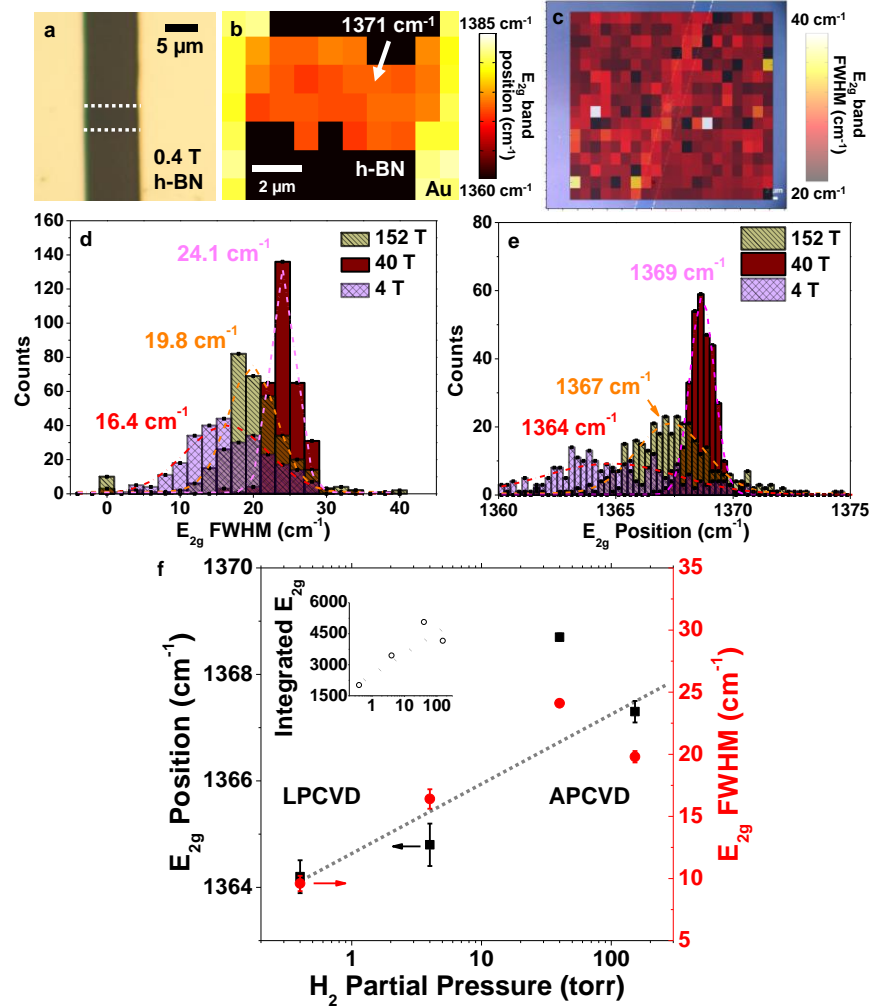 a
5 µm
0.4 T
h-BN
b
1371 cm⁻¹
2 µm
h-BN
Au
1385 cm⁻¹
E₂g band
position (cm⁻¹)
1360 cm⁻¹
c
40 cm⁻¹
E₂g band
FWHM (cm⁻¹)
20 cm⁻¹
d
160
140
120
100
80
60
40
20
0
Counts
24.1 cm⁻¹
19.8 cm⁻¹
16.4 cm⁻¹
152 T
40 T
4 T
0 10 20 30 40
E₂g FWHM (cm⁻¹)
e
80
60
40
20
0
Counts
1369 cm⁻¹
1367 cm⁻¹
1364 cm⁻¹
152 T
40 T
4 T
1360 1365 1370 1375
E₂g Position (cm⁻¹)
f
1370
1368
1366
1364
E₂g Position (cm⁻¹)
Integrated E₂g
6000
4500
3000
1500
1 10 100
LPCVD
APCVD
35
30
25
20
15
10
5
E₂g FWHM (cm⁻¹)
1 10 100
H₂ Partial Pressure (torr)